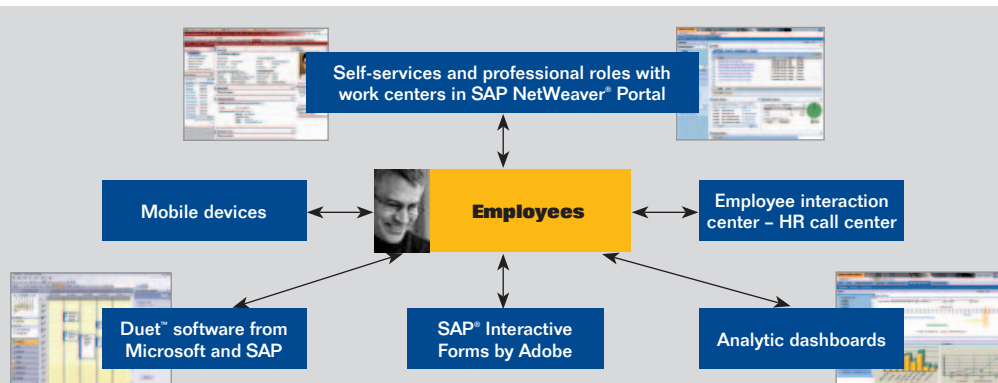 Self-services and professional roles with
work centers in SAP NetWeaver® Portal
Mobile devices
Employees
Employee interaction
center – HR call center
Duet™ software from
Microsoft and SAP
SAP® Interactive
Forms by Adobe
Analytic dashboards